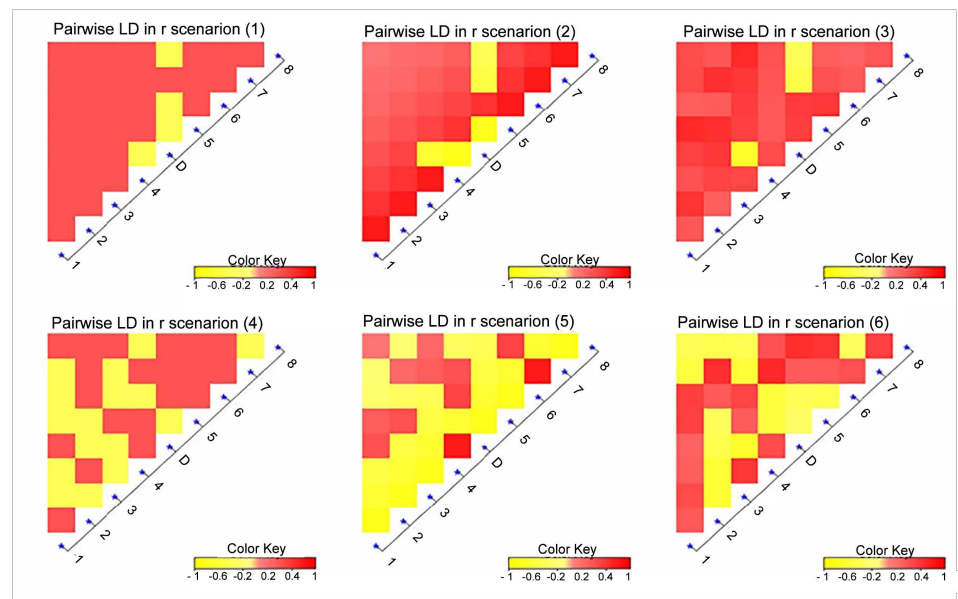 Pairwise LD in r scenarion (1)
Pairwise LD in r scenarion (2)
Pairwise LD in r scenarion (3)
8
7
6
5
D
4
3
2
1
8
7
6
5
D
4
3
2
1
8
7
6
5
D
4
3
2
1
Color Key
Color Key
Color Key
- 1 -0.6 -0.2 0.2 0.4 1
- 1 -0.6 -0.2 0.2 0.4 1
- 1 -0.6 -0.2 0.2 0.4 1
Pairwise LD in r scenarion (4)
Pairwise LD in r scenarion (5)
Pairwise LD in r scenarion (6)
8
7
6
5
D
4
3
2
1
8
7
6
5
D
4
3
2
1
8
7
6
5
D
4
3
2
1
Color Key
Color Key
Color Key
- 1 -0.6 -0.2 0.2 0.4 1
- 1 -0.6 -0.2 0.2 0.4 1
- 1 -0.6 -0.2 0.2 0.4 1